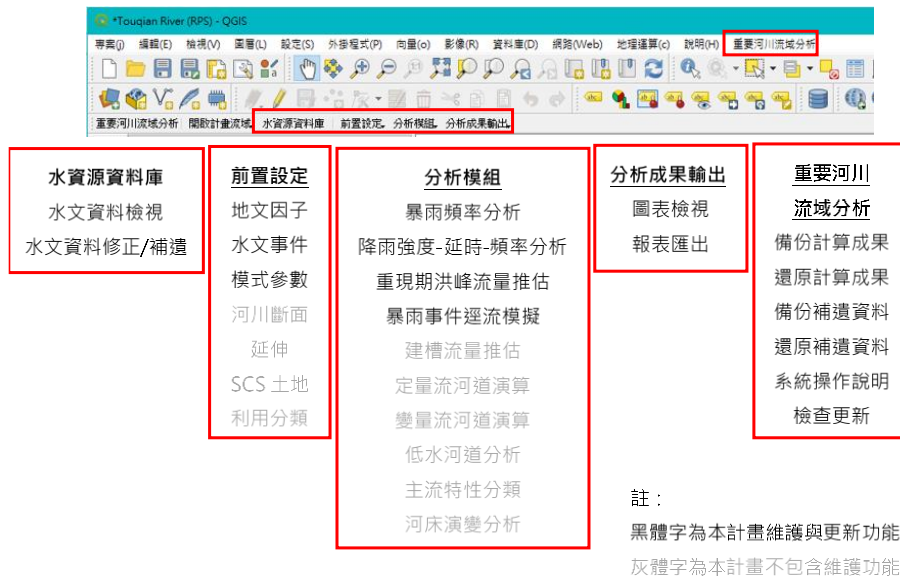 *Touqian River (RPS) - QGIS
專案(J) 編輯(E) 檢視(V) 圖層(L) 設定(S) 外掛程式(P) 向量(o) 影像(R) 資料庫(D) 網路(Web) 地理運算(c) 說明(H) 重要河川流域分析
重要河川流域分析 開啟計畫流域 水資源資料庫 前置設定 分析模組 分析成果輸出
水資源資料庫
水文資料檢視
水文資料修正/補遺
前置設定
地文因子
水文事件
模式參數
河川斷面
延伸
SCS 土地
利用分類
分析模組
暴雨頻率分析
降雨強度-延時-頻率分析
重現期洪峰流量推估
暴雨事件逕流模擬
建槽流量推估
定量流河道演算
變量流河道演算
低水河道分析
主流特性分類
河床演變分析
分析成果輸出
圖表檢視
報表匯出
重要河川
流域分析
備份計算成果
還原計算成果
備份補遺資料
還原補遺資料
系統操作說明
檢查更新
註：
黑體字為本計畫維護與更新功能
灰體字為本計畫不包含維護功能